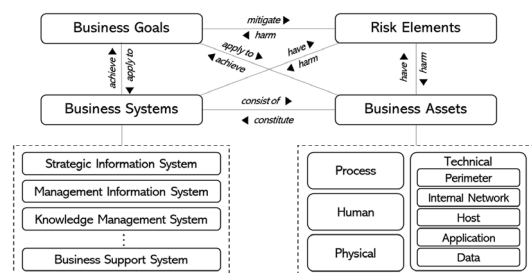 Business Goals
mitigate
harm
Risk Elements
achieve
apply to
apply to
achieve
have
harm
have
harm
Business Systems
consist of
constitute
Business Assets
Strategic Information System
Management Information System
Knowledge Management System
Business Support System
Process
Human
Physical
Technical
Perimeter
Internal Network
Host
Application
Data